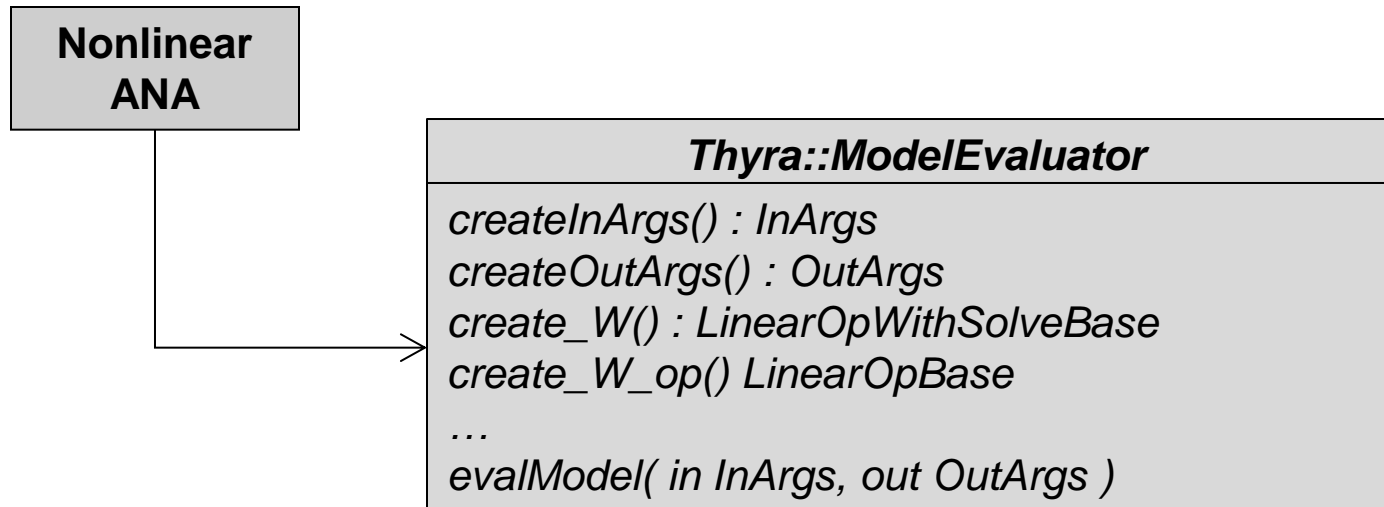 Nonlinear
ANA
Thyra::ModelEvaluator
createInArgs() : InArgs
createOutArgs() : OutArgs
create_W() : LinearOpWithSolveBase
create_W_op() LinearOpBase
…
evalModel( in InArgs, out OutArgs )